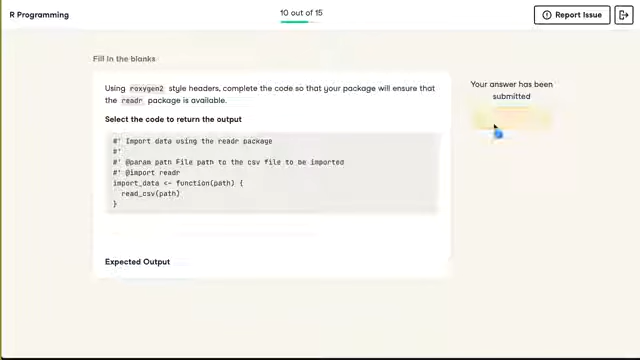 R Programming
10 out of 15
Report Issue
Fill in the blanks
Using roxygen2 style headers, complete the code so that your package will ensure that
the readr package is available.
Select the code to return the output
#' Import data using the readr package
#'
#' @param path File path to the csv file to be imported
#' @import readr
import_data <- function(path) {
  read_csv(path)
}
Expected Output
Your answer has been
submitted